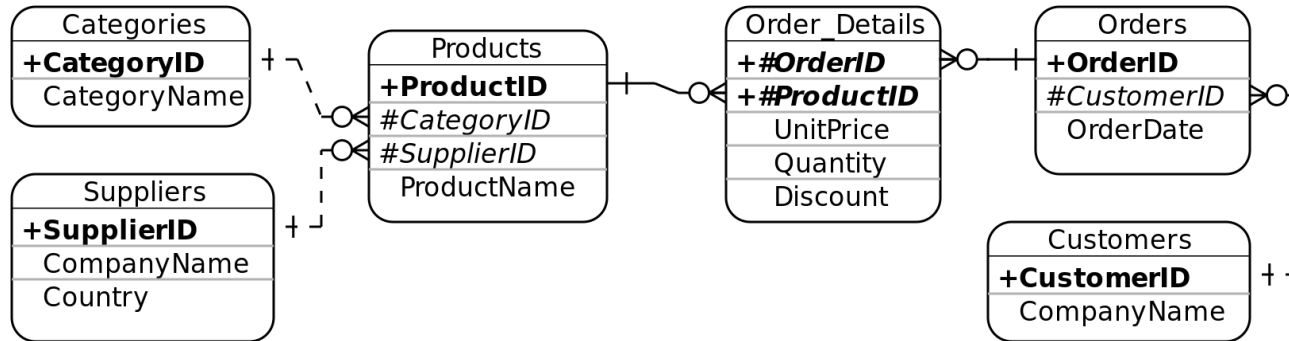 Categories
+CategoryID
CategoryName
Suppliers
+SupplierID
CompanyName
Country
Products
+ProductID
#CategoryID
#SupplierID
ProductName
Order_Details
+#OrderID
+#ProductID
UnitPrice
Quantity
Discount
Orders
+OrderID
#CustomerID
OrderDate
Customers
+CustomerID
CompanyName